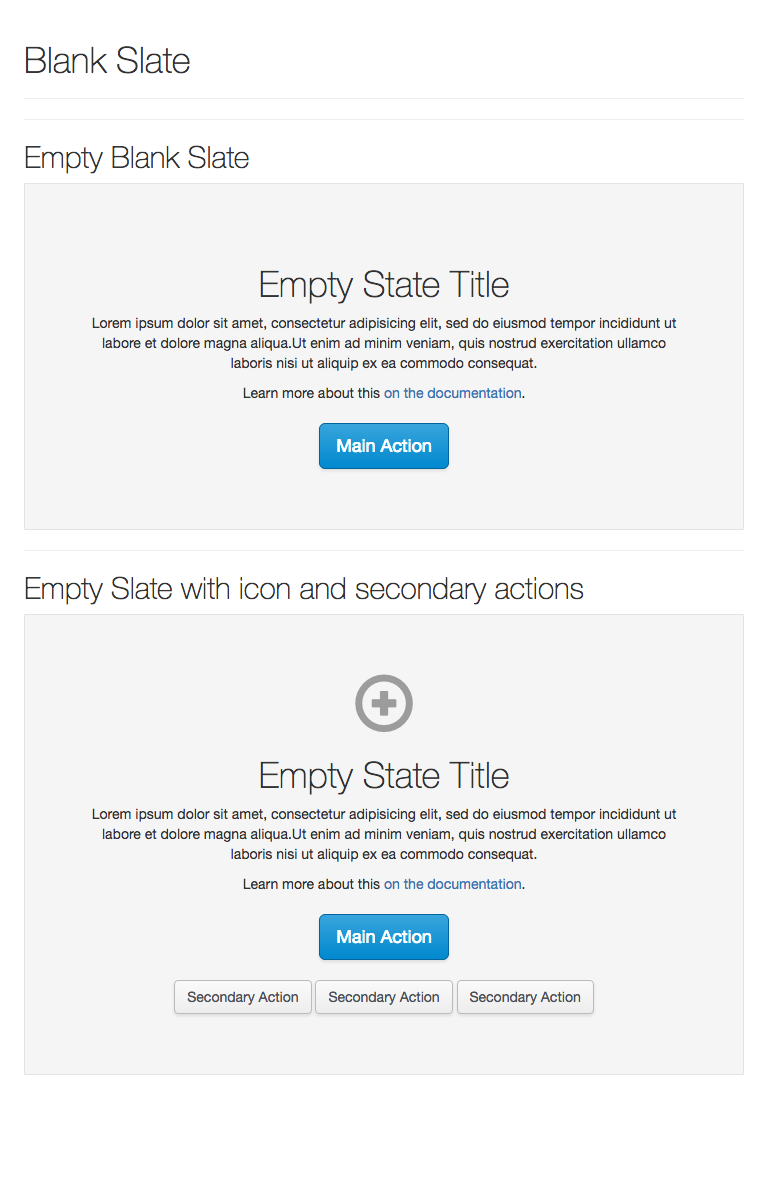 Blank Slate
Empty Blank Slate
Empty State Title
Lorem ipsum dolor sit amet, consectetur adipisicing elit, sed do eiusmod tempor incididunt ut
labore et dolore magna aliqua.Ut enim ad minim veniam, quis nostrud exercitation ullamco
laboris nisi ut aliquip ex ea commodo consequat.
Learn more about this on the documentation.
Main Action
Empty Slate with icon and secondary actions
Empty State Title
Lorem ipsum dolor sit amet, consectetur adipisicing elit, sed do eiusmod tempor incididunt ut
labore et dolore magna aliqua.Ut enim ad minim veniam, quis nostrud exercitation ullamco
laboris nisi ut aliquip ex ea commodo consequat.
Learn more about this on the documentation.
Main Action
Secondary Action Secondary Action Secondary Action